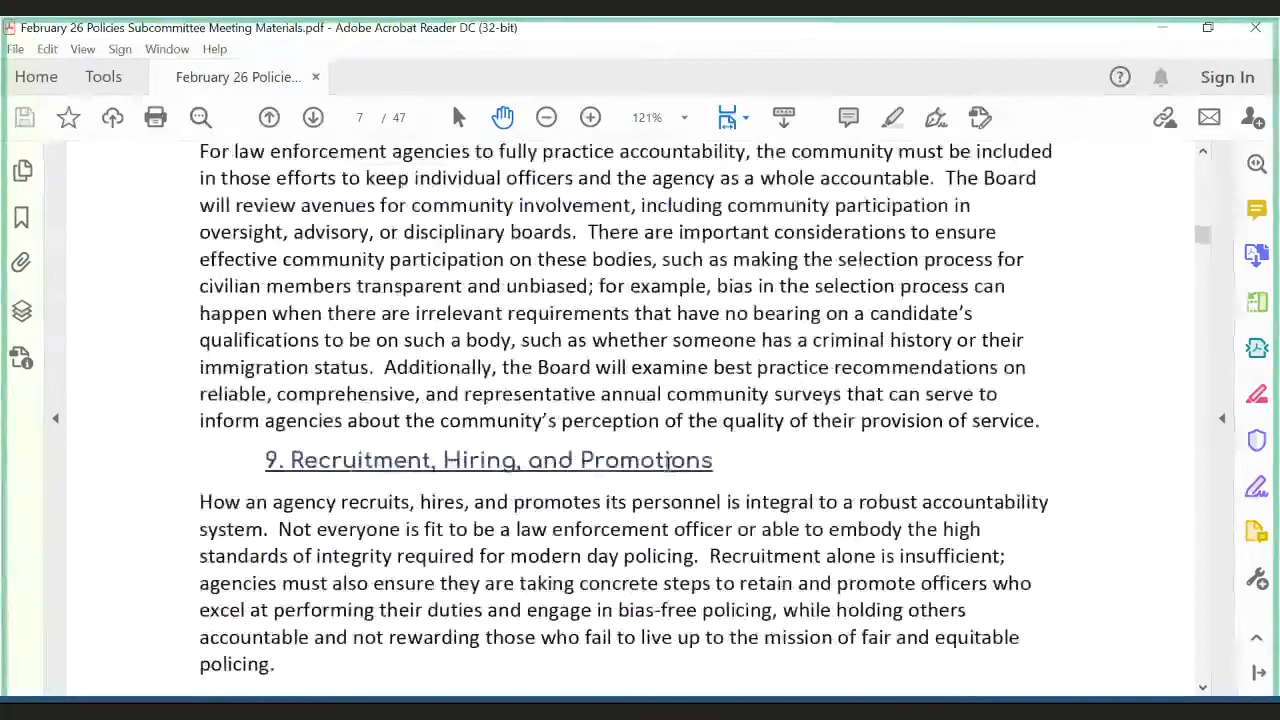 February 26 Policies Subcommittee Meeting Materials.pdf - Adobe Acrobat Reader DC (32-bit)
File Edit View Sign Window Help
Home Tools February 26 Policie... × Sign In
7 / 47 121%
For law enforcement agencies to fully practice accountability, the community must be included
in those efforts to keep individual officers and the agency as a whole accountable.  The Board
will review avenues for community involvement, including community participation in
oversight, advisory, or disciplinary boards.  There are important considerations to ensure
effective community participation on these bodies, such as making the selection process for
civilian members transparent and unbiased; for example, bias in the selection process can
happen when there are irrelevant requirements that have no bearing on a candidate’s
qualifications to be on such a body, such as whether someone has a criminal history or their
immigration status.  Additionally, the Board will examine best practice recommendations on
reliable, comprehensive, and representative annual community surveys that can serve to
inform agencies about the community’s perception of the quality of their provision of service.
9. Recruitment, Hiring, and Promotions
How an agency recruits, hires, and promotes its personnel is integral to a robust accountability
system.  Not everyone is fit to be a law enforcement officer or able to embody the high
standards of integrity required for modern day policing.  Recruitment alone is insufficient;
agencies must also ensure they are taking concrete steps to retain and promote officers who
excel at performing their duties and engage in bias-free policing, while holding others
accountable and not rewarding those who fail to live up to the mission of fair and equitable
policing.